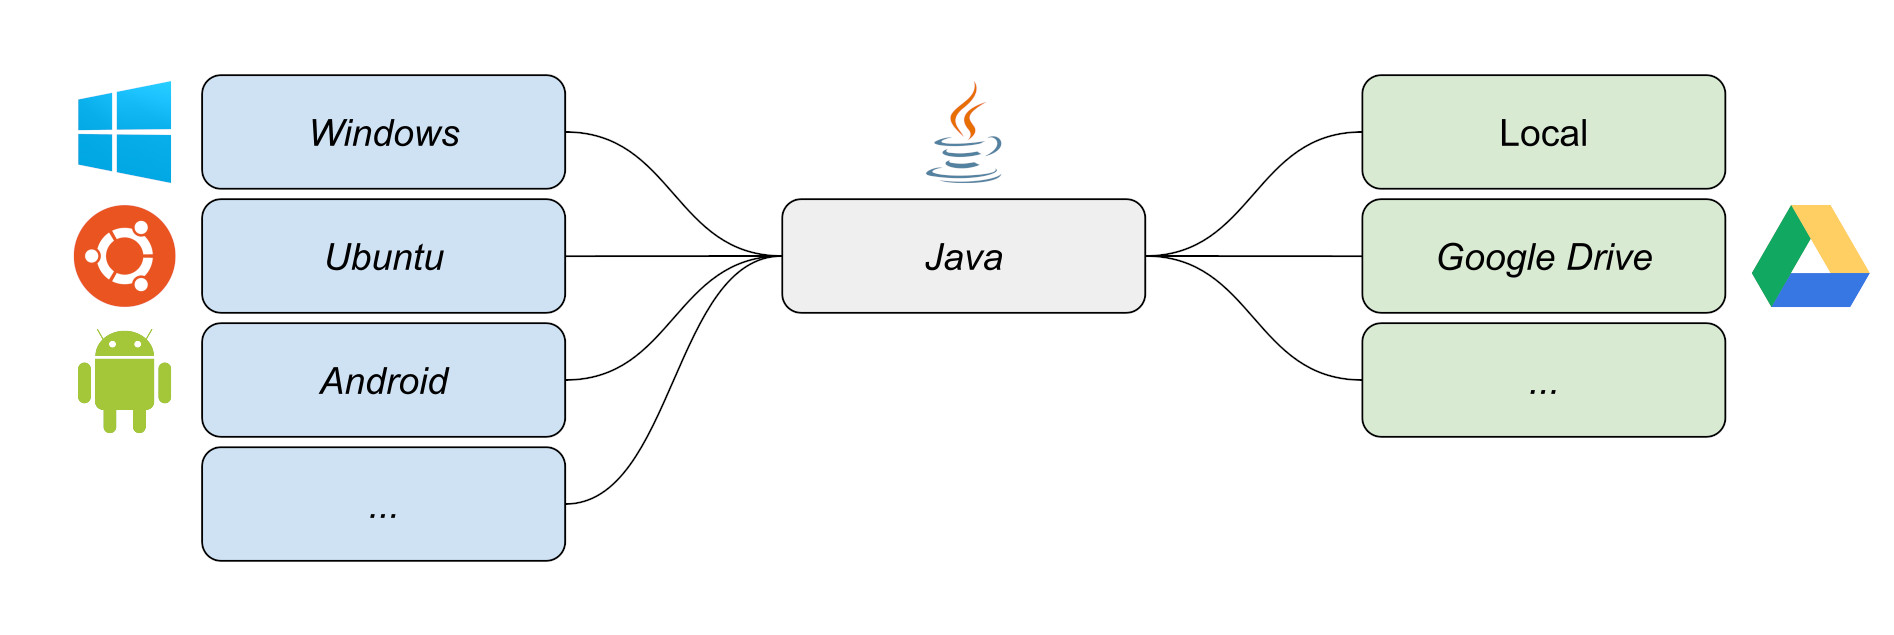 Windows
Ubuntu
Android
...
Java
Local
Google Drive
...